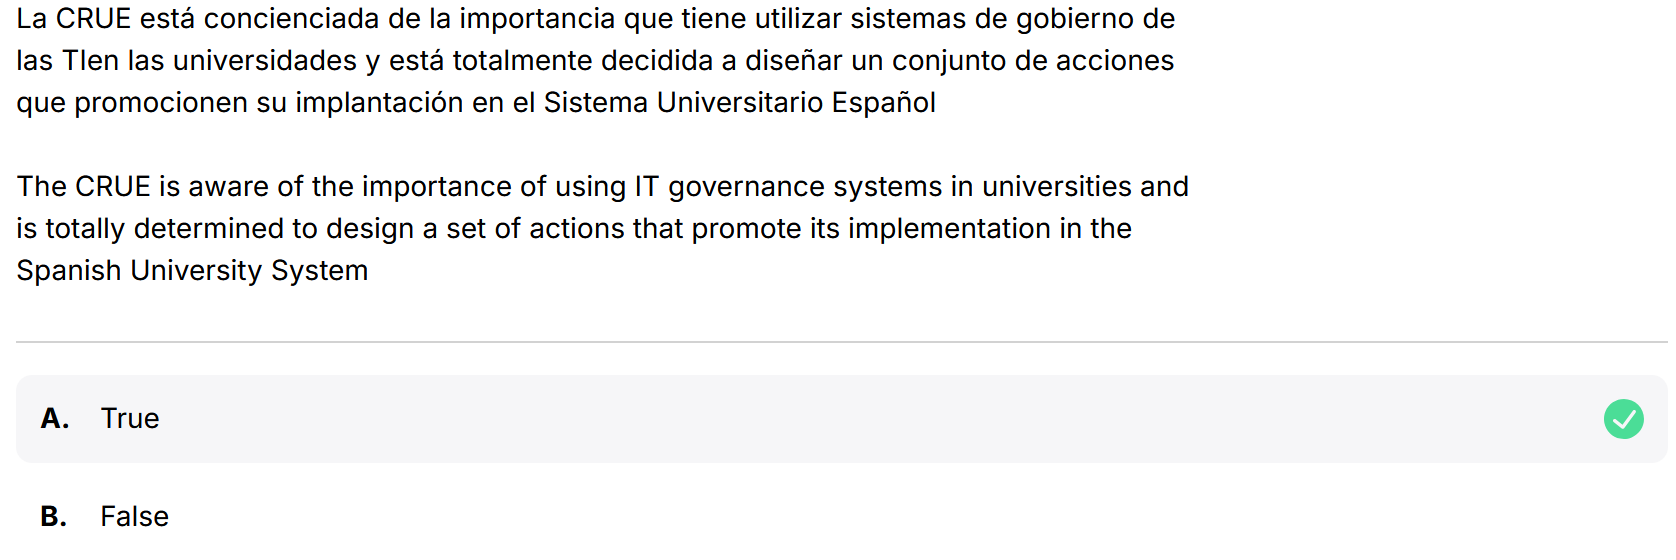 La CRUE está concienciada de la importancia que tiene utilizar sistemas de gobierno de
las TIen las universidades y está totalmente decidida a diseñar un conjunto de acciones
que promocionen su implantación en el Sistema Universitario Español
The CRUE is aware of the importance of using IT governance systems in universities and
is totally determined to design a set of actions that promote its implementation in the
Spanish University System
A. True
B. False